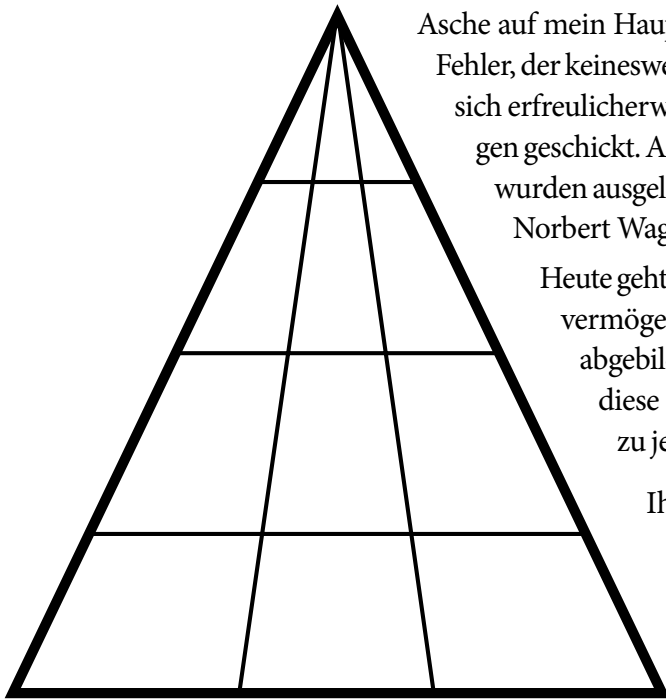 Asche auf mein Haup
Fehler, der keineswe
sich erfreulicherw
gen geschickt. A
wurden ausgel
Norbert Wag
Heute geht
vermöge
abgebil
diese
zu je
Ih